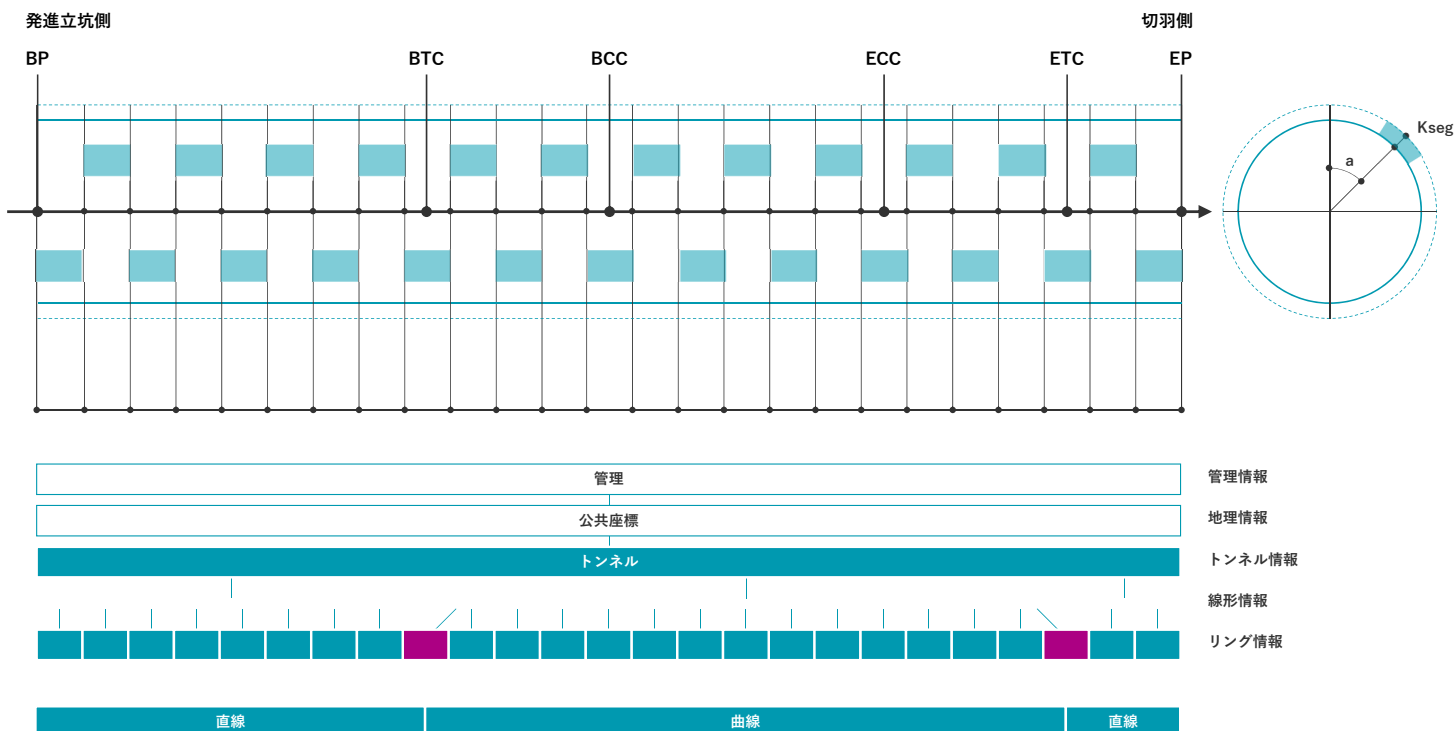 発進立坑側
切羽側
BP
BTC
BCC
ECC
ETC
EP
Kseg
a
管理
管理情報
公共座標
地理情報
トンネル
トンネル情報
線形情報
リング情報
直線
曲線
直線